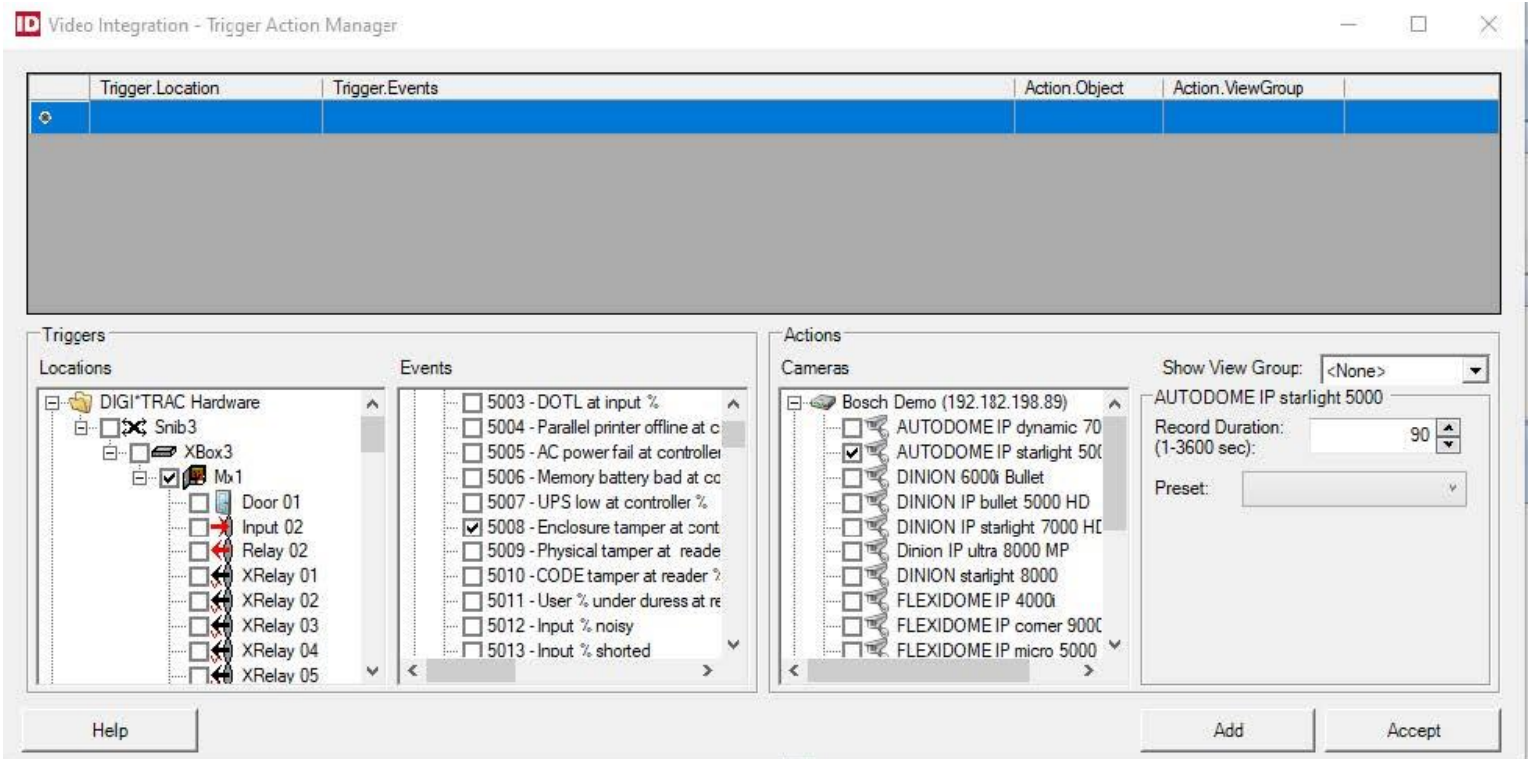 ID Video Integration - Trigger Action Manager
Trigger.Location Trigger.Events Action.Object Action.ViewGroup
Triggers
Locations
DIGI*TRAC Hardware
Snib3
XBox3
Mx1
Door 01
Input 02
Relay 02
XRelay 01
XRelay 02
XRelay 03
XRelay 04
XRelay 05
Events
5003 - DOTL at input %
5004 - Parallel printer offline at c
5005 - AC power fail at controller
5006 - Memory battery bad at co
5007 - UPS low at controller %
5008 - Enclosure tamper at cont
5009 - Physical tamper at reade
5010 - CODE tamper at reader %
5011 - User % under duress at re
5012 - Input % noisy
5013 - Input % shorted
Actions
Cameras
Bosch Demo (192.182.198.89)
AUTODOME IP dynamic 70
AUTODOME IP starlight 500
DINION 6000i Bullet
DINION IP bullet 5000 HD
DINION IP starlight 7000 HD
Dinion IP ultra 8000 MP
DINION starlight 8000
FLEXIDOME IP 4000i
FLEXIDOME IP corner 9000
FLEXIDOME IP micro 5000
Show View Group: <None>
AUTODOME IP starlight 5000
Record Duration: 90
(1-3600 sec):
Preset:
Help Add Accept